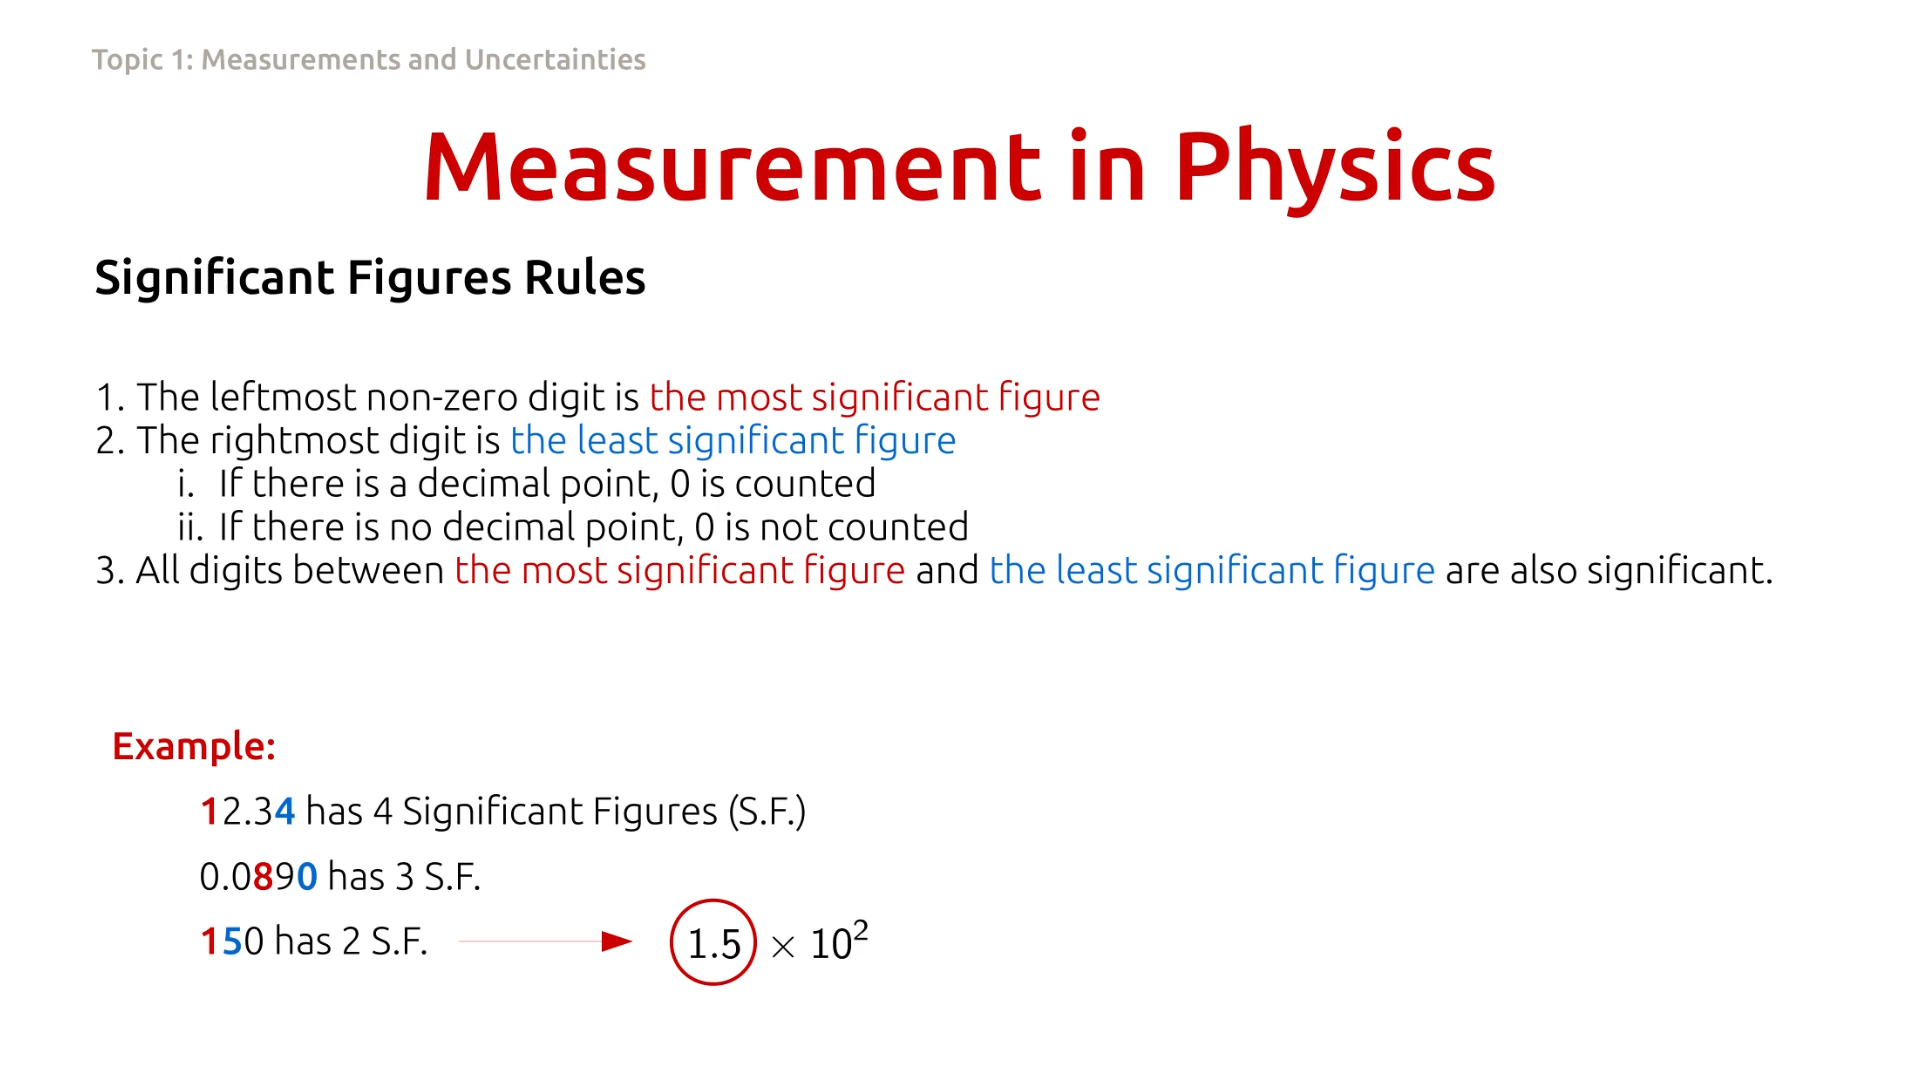 Topic 1: Measurements and Uncertainties
Measurement in Physics
Significant Figures Rules
1. The leftmost non-zero digit is the most significant figure
2. The rightmost digit is the least significant figure
i. If there is a decimal point, 0 is counted
ii. If there is no decimal point, 0 is not counted
3. All digits between the most significant figure and the least significant figure are also significant.
Example:
12.34 has 4 Significant Figures (S.F.)
0.0890 has 3 S.F.
150 has 2 S.F. 1.5 × 10²